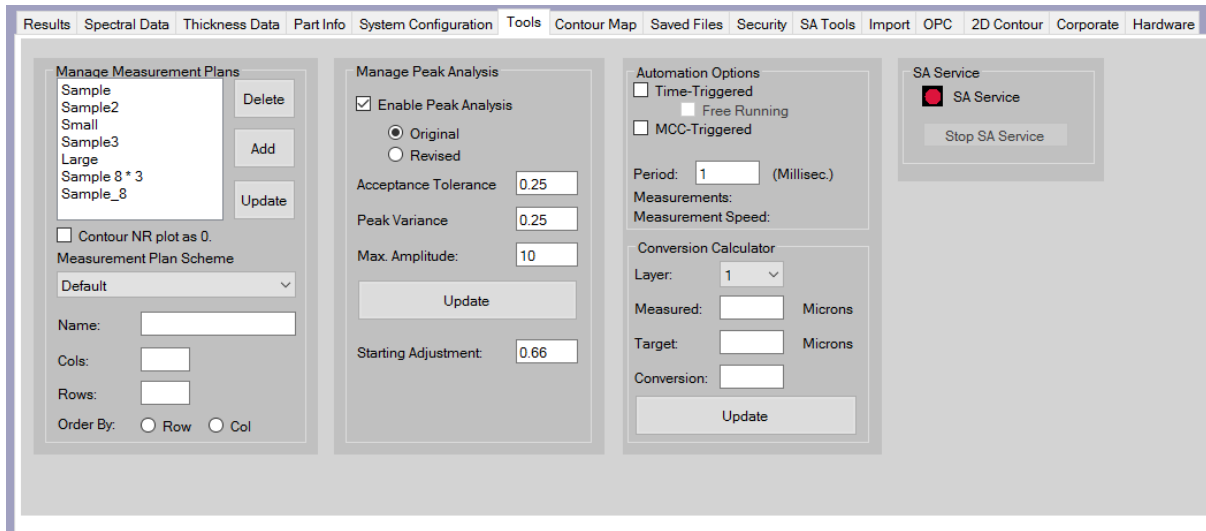 Results Spectral Data Thickness Data Part Info System Configuration Tools Contour Map Saved Files Security SA Tools Import OPC 2D Contour Corporate Hardware
Manage Measurement Plans
Sample
Sample2
Small
Sample3
Large
Sample 8 * 3
Sample_8
Delete
Add
Update
Contour NR plot as 0.
Measurement Plan Scheme
Default
Name:
Cols:
Rows:
Order By: Row Col
Manage Peak Analysis
Enable Peak Analysis
Original
Revised
Acceptance Tolerance 0.25
Peak Variance 0.25
Max. Amplitude: 10
Update
Starting Adjustment: 0.66
Automation Options
Time-Triggered
Free Running
MCC-Triggered
Period: 1 (Millisec.)
Measurements:
Measurement Speed:
Conversion Calculator
Layer: 1
Measured: Microns
Target: Microns
Conversion:
Update
SA Service
SA Service
Stop SA Service